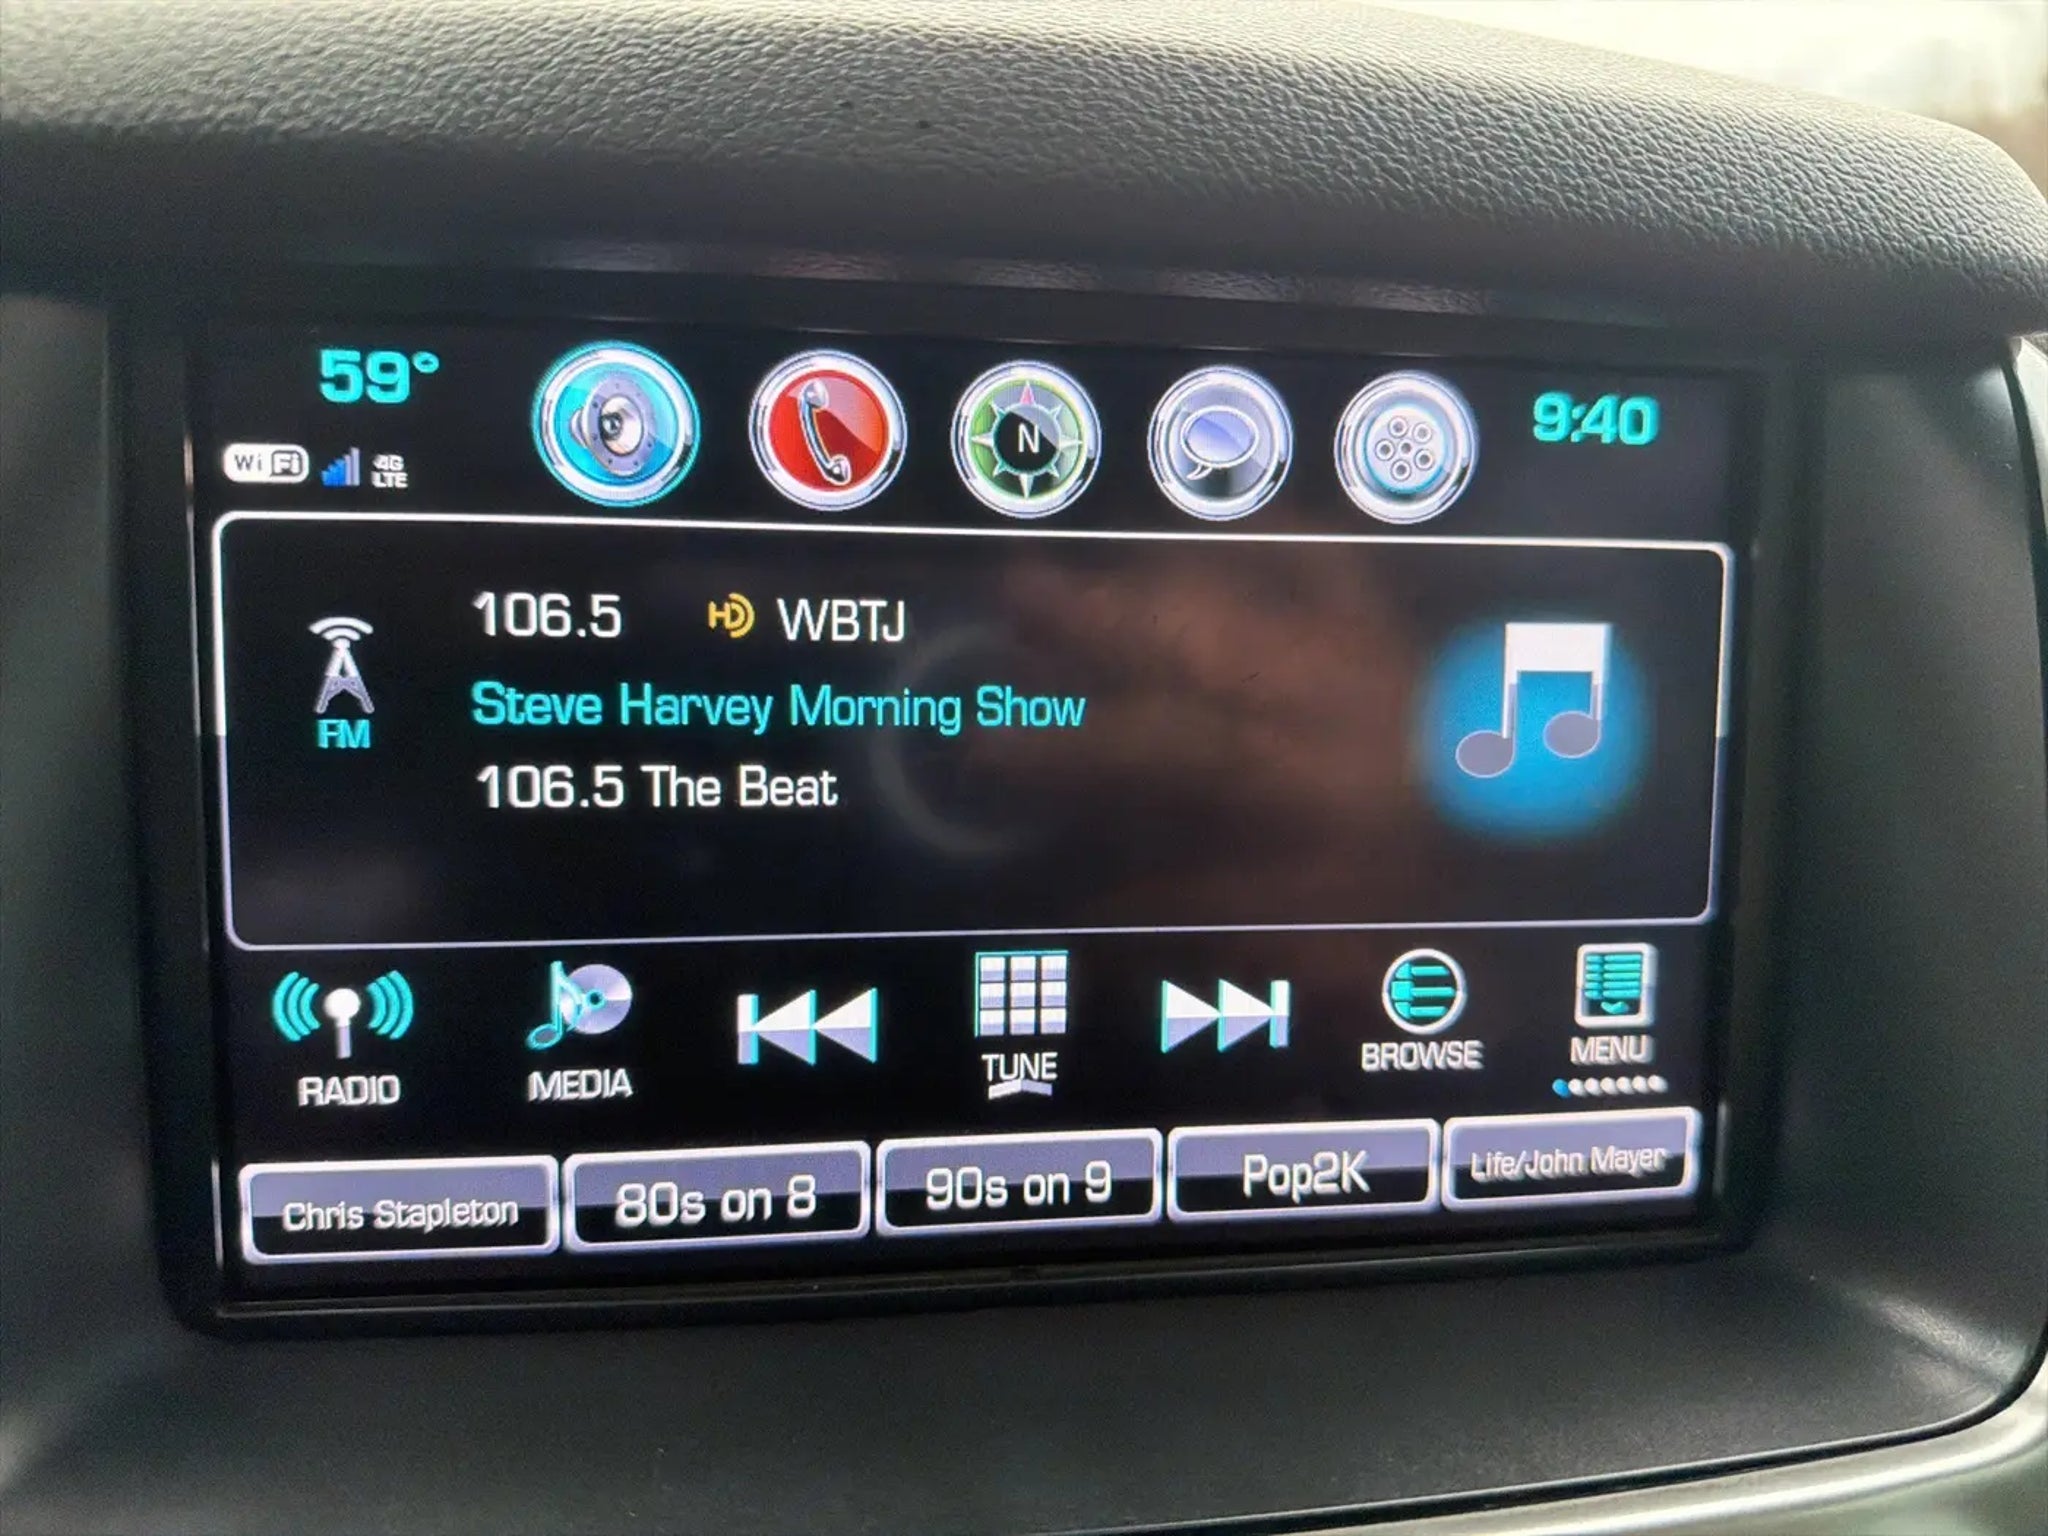 59°
9:40
WiFi 4G LTE
N
106.5 HD WBTJ
FM
Steve Harvey Morning Show
106.5 The Beat
RADIO
MEDIA
TUNE
BROWSE
MENU
Chris Stapleton
80s on 8
90s on 9
Pop2K
Life/John Mayer